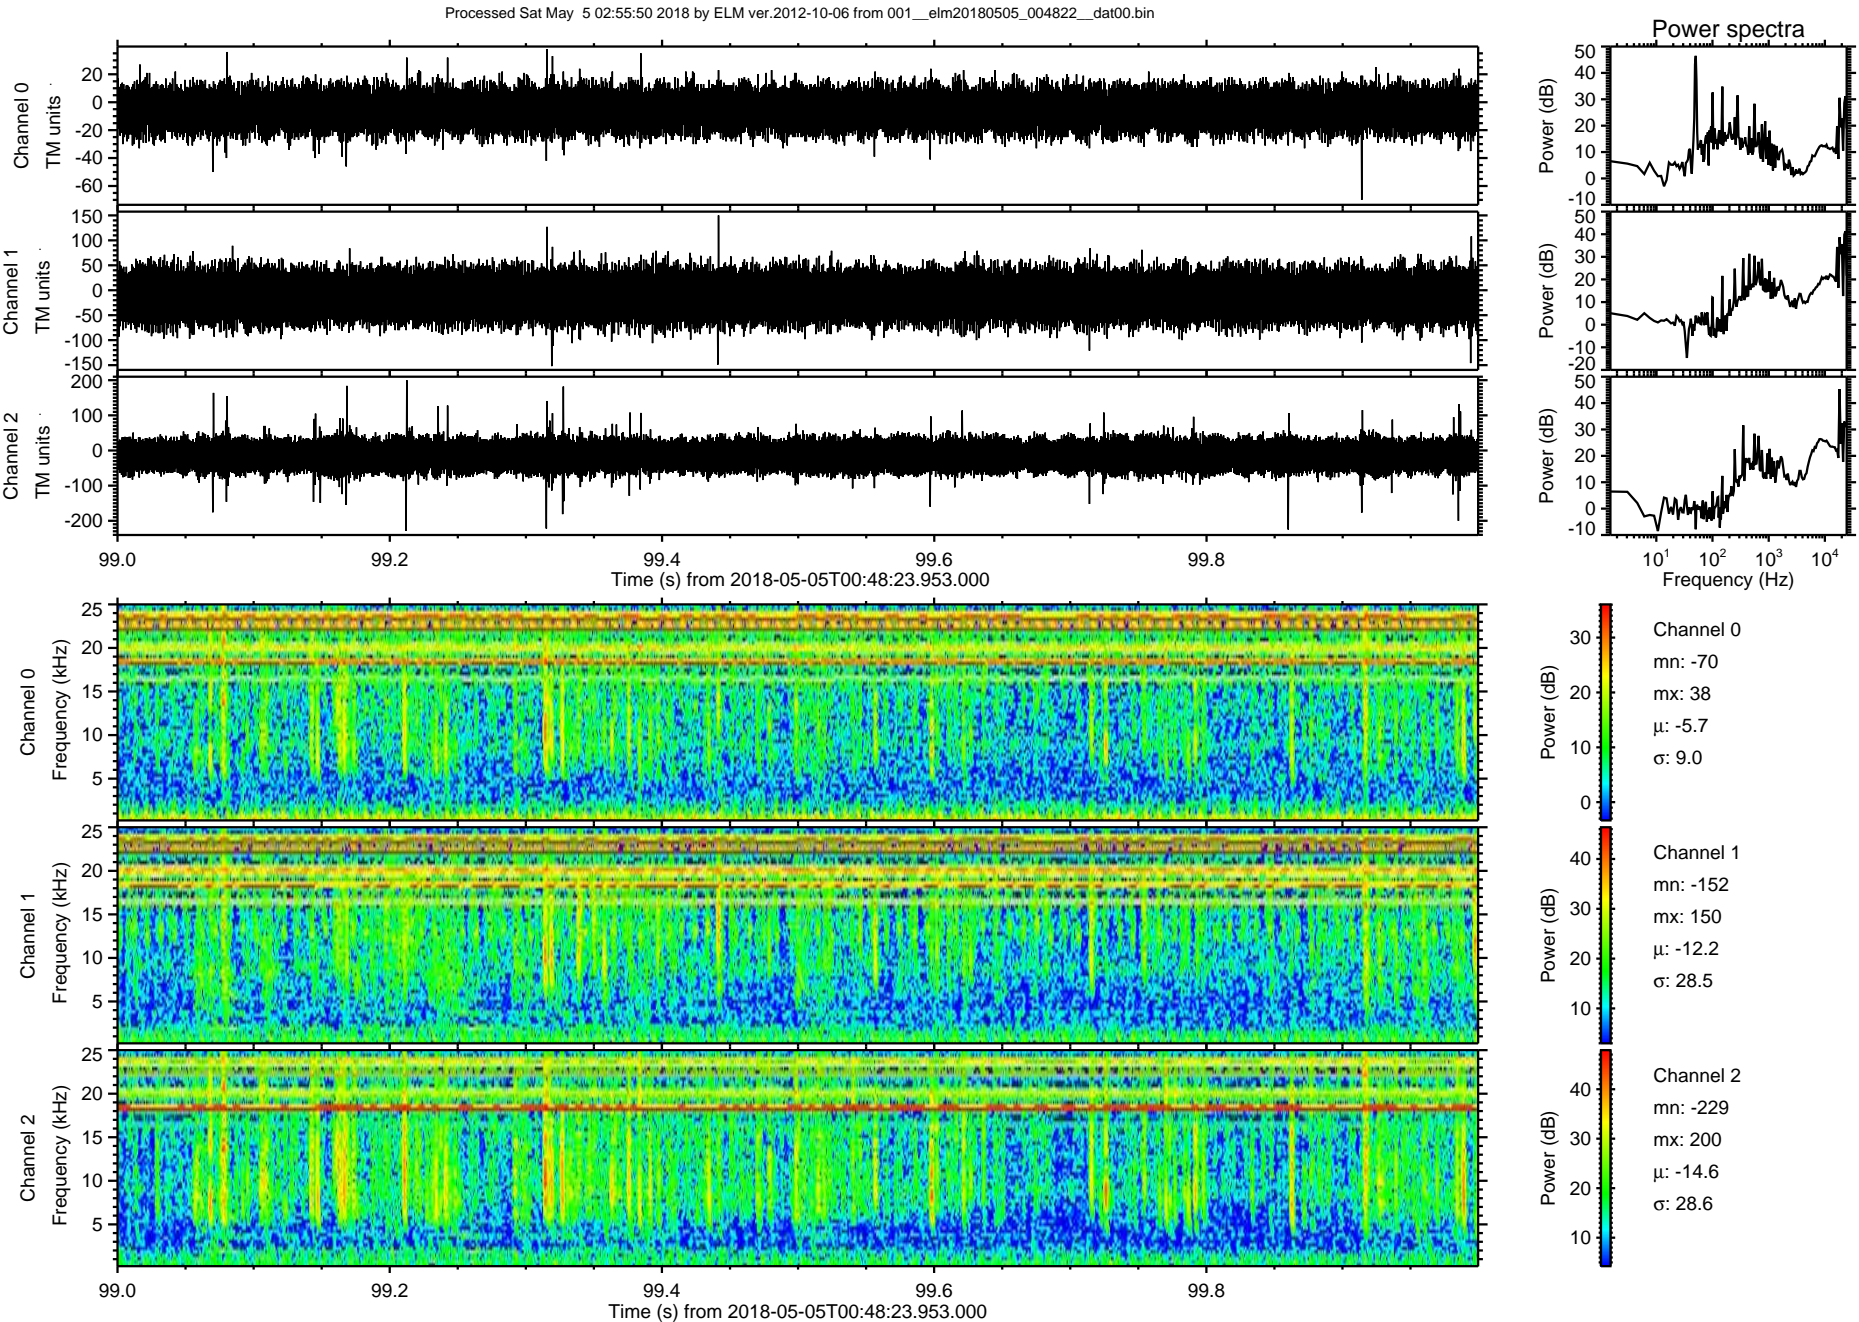 Processed Sat May  5 02:55:50 2018 by ELM ver.2012-10-06 from 001__elm20180505_004822__dat00.bin
Power spectra
Channel 0
TM units
20
0
-20
-40
-60
Power (dB)
50
40
30
20
10
0
-10
Channel 1
TM units
150
100
50
0
-50
-100
-150
Power (dB)
50
40
30
20
10
0
-10
-20
Channel 2
TM units
200
100
0
-100
-200
Power (dB)
50
40
30
20
10
0
-10
99.0 99.2 99.4 99.6 99.8
Time (s) from 2018-05-05T00:48:23.953.000
10^1 10^2 10^3 10^4
Frequency (Hz)
Channel 0
Frequency (kHz)
25
20
15
10
5
Power (dB)
30
20
10
0
Channel 0
mn: -70
mx: 38
μ: -5.7
σ: 9.0
Channel 1
Frequency (kHz)
25
20
15
10
5
Power (dB)
40
30
20
10
Channel 1
mn: -152
mx: 150
μ: -12.2
σ: 28.5
Channel 2
Frequency (kHz)
25
20
15
10
5
Power (dB)
40
30
20
10
Channel 2
mn: -229
mx: 200
μ: -14.6
σ: 28.6
99.0 99.2 99.4 99.6 99.8
Time (s) from 2018-05-05T00:48:23.953.000